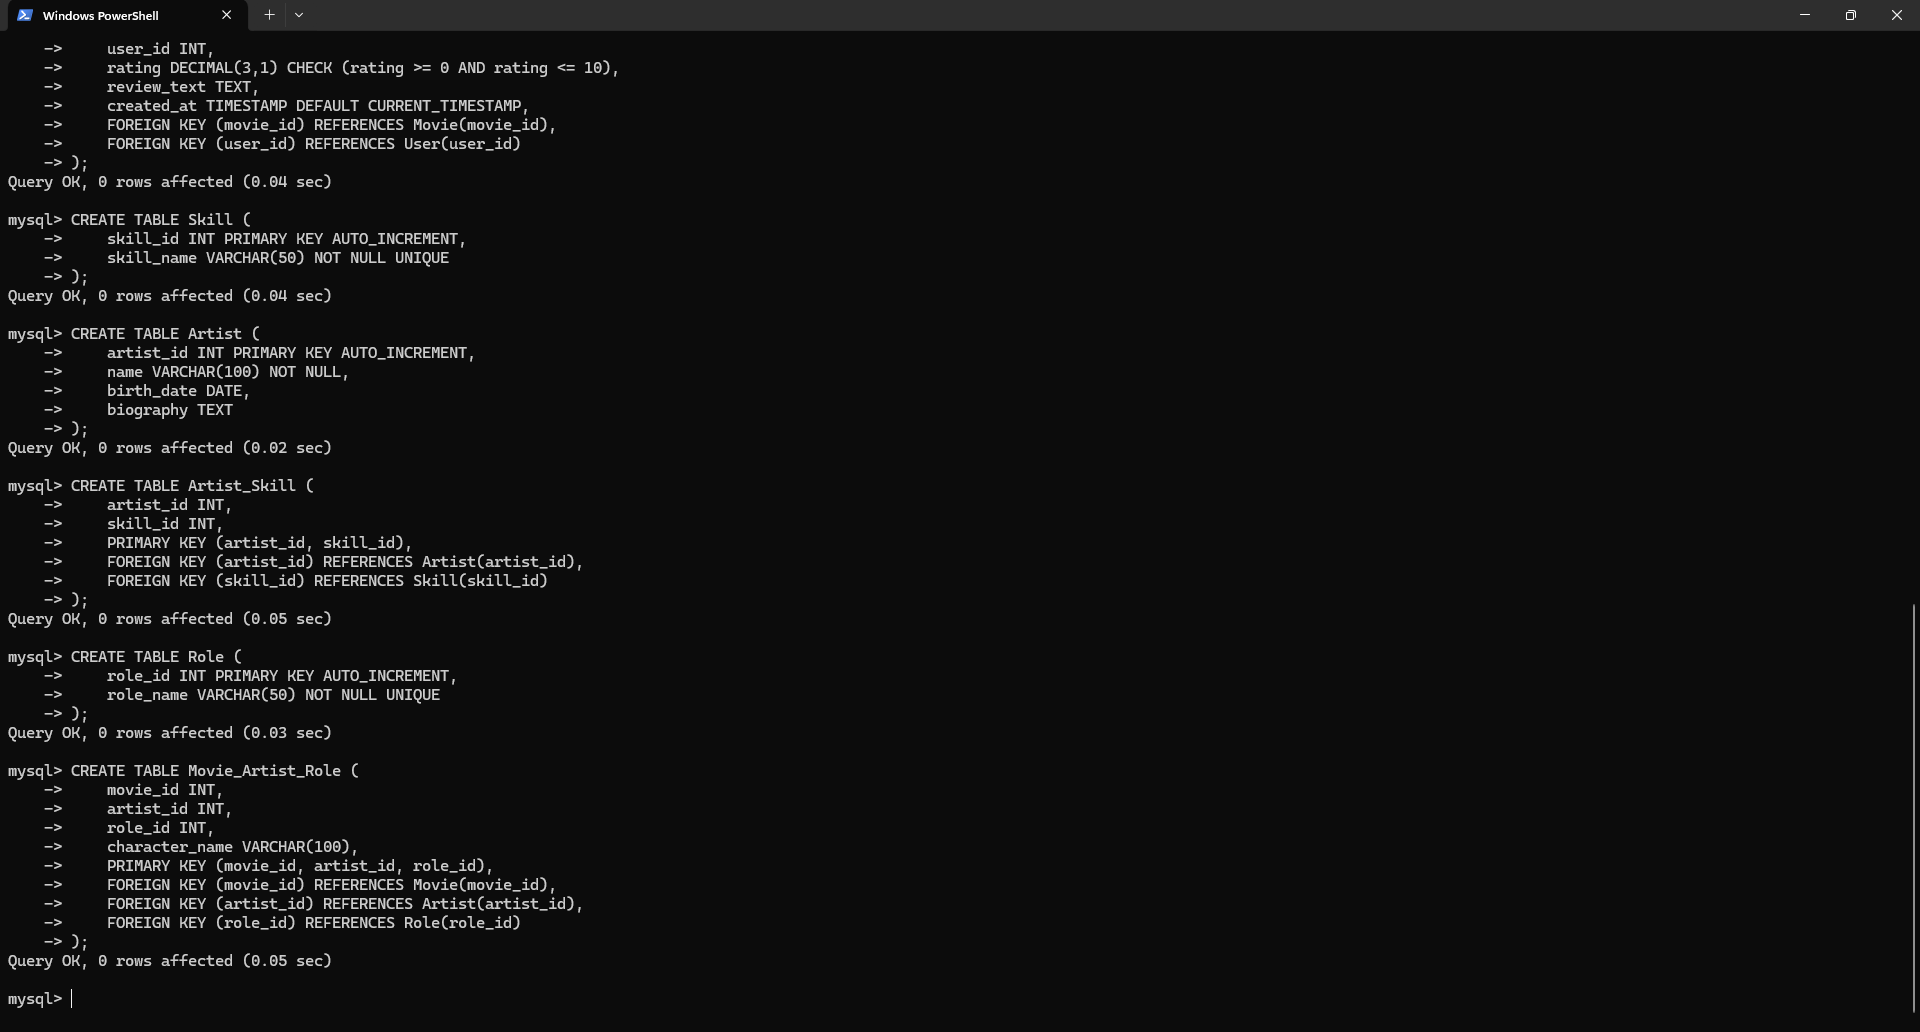 Windows PowerShell
    ->     user_id INT,
    ->     rating DECIMAL(3,1) CHECK (rating >= 0 AND rating <= 10),
    ->     review_text TEXT,
    ->     created_at TIMESTAMP DEFAULT CURRENT_TIMESTAMP,
    ->     FOREIGN KEY (movie_id) REFERENCES Movie(movie_id),
    ->     FOREIGN KEY (user_id) REFERENCES User(user_id)
    -> );
Query OK, 0 rows affected (0.04 sec)

mysql> CREATE TABLE Skill (
    ->     skill_id INT PRIMARY KEY AUTO_INCREMENT,
    ->     skill_name VARCHAR(50) NOT NULL UNIQUE
    -> );
Query OK, 0 rows affected (0.04 sec)

mysql> CREATE TABLE Artist (
    ->     artist_id INT PRIMARY KEY AUTO_INCREMENT,
    ->     name VARCHAR(100) NOT NULL,
    ->     birth_date DATE,
    ->     biography TEXT
    -> );
Query OK, 0 rows affected (0.02 sec)

mysql> CREATE TABLE Artist_Skill (
    ->     artist_id INT,
    ->     skill_id INT,
    ->     PRIMARY KEY (artist_id, skill_id),
    ->     FOREIGN KEY (artist_id) REFERENCES Artist(artist_id),
    ->     FOREIGN KEY (skill_id) REFERENCES Skill(skill_id)
    -> );
Query OK, 0 rows affected (0.05 sec)

mysql> CREATE TABLE Role (
    ->     role_id INT PRIMARY KEY AUTO_INCREMENT,
    ->     role_name VARCHAR(50) NOT NULL UNIQUE
    -> );
Query OK, 0 rows affected (0.03 sec)

mysql> CREATE TABLE Movie_Artist_Role (
    ->     movie_id INT,
    ->     artist_id INT,
    ->     role_id INT,
    ->     character_name VARCHAR(100),
    ->     PRIMARY KEY (movie_id, artist_id, role_id),
    ->     FOREIGN KEY (movie_id) REFERENCES Movie(movie_id),
    ->     FOREIGN KEY (artist_id) REFERENCES Artist(artist_id),
    ->     FOREIGN KEY (role_id) REFERENCES Role(role_id)
    -> );
Query OK, 0 rows affected (0.05 sec)

mysql>